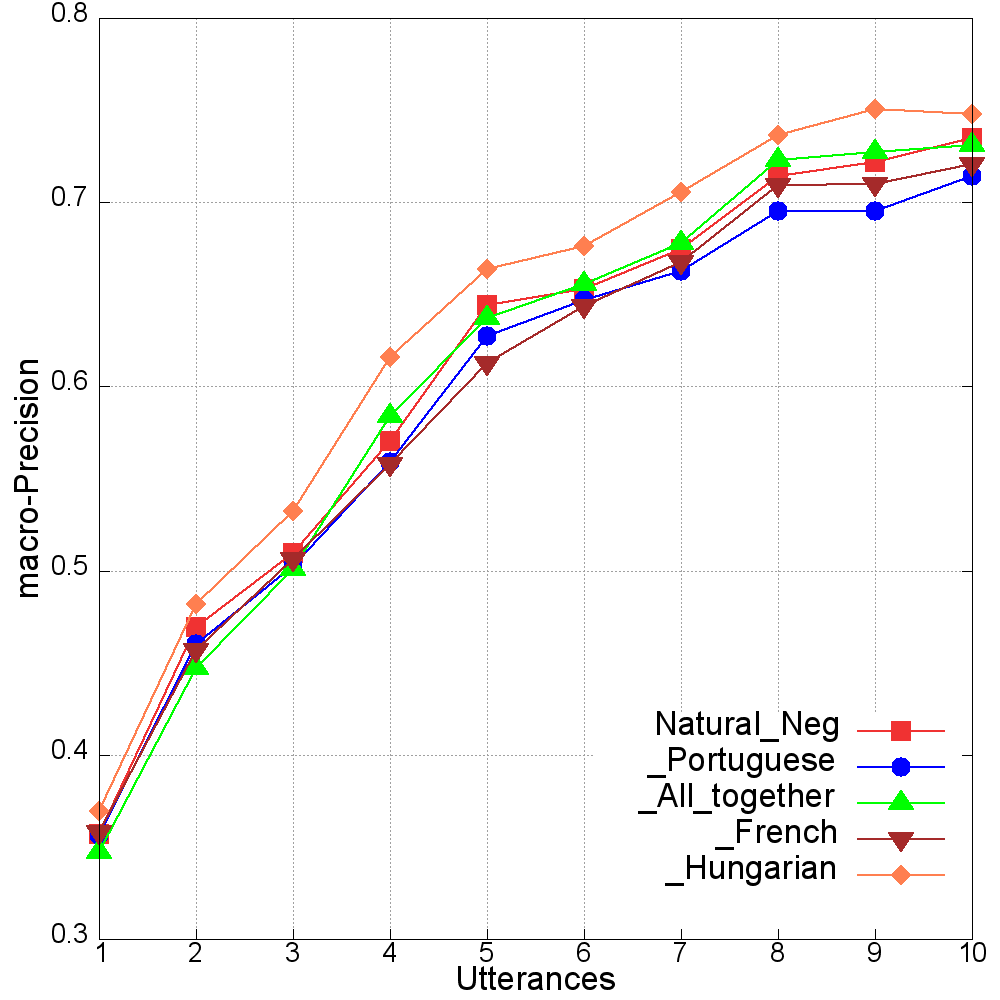 0.8
0.7
0.6
0.5
0.4
0.3
macro-Precision
Natural_Neg
_Portuguese
_All_together
_French
_Hungarian
1 2 3 4 5 6 7 8 9 10
Utterances